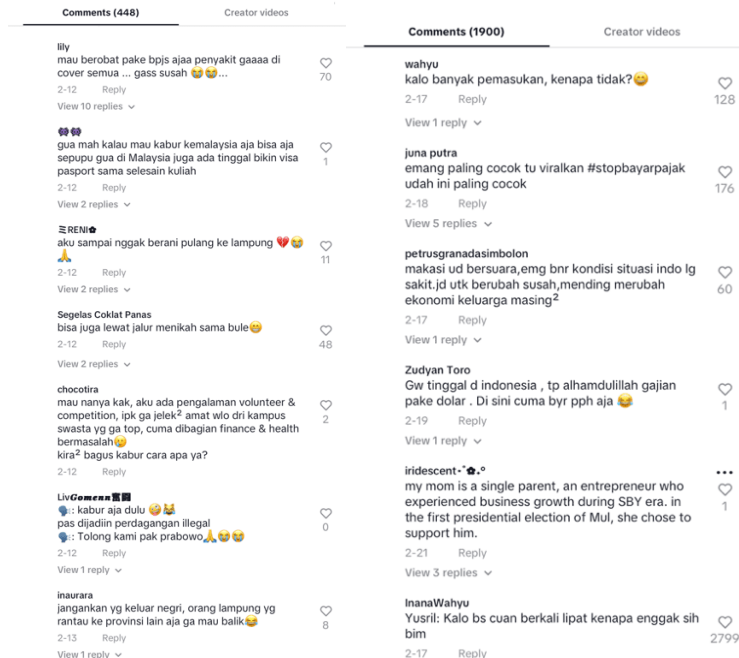 Comments (448)
Creator videos
lily
mau berobat pake bpjs ajaa penyakit gaaaa di
cover semua ... gass susah 😭😭...
70
2-12 Reply
View 10 replies
gua mah kalau mau kabur kemalaysia aja bisa aja
sepupu gua di Malaysia juga ada tinggal bikin visa
pasport sama selesain kuliah
1
2-12 Reply
View 2 replies
ミRENI✿
aku sampai nggak berani pulang ke lampung 💔😭
🙏
11
2-12 Reply
View 2 replies
Segelas Coklat Panas
bisa juga lewat jalur menikah sama bule😁
48
2-12 Reply
View 2 replies
chocotira
mau nanya kak, aku ada pengalaman volunteer &
competition, ipk ga jelek² amat wlo dri kampus
swasta yg ga top, cuma dibagian finance & health
bermasalah🥲
kira² bagus kabur cara apa ya?
2
2-12 Reply
Liv𝑮𝒐𝒎𝒆𝒏𝒏
🗣️: kabur aja dulu 🤪😹
pas dijadiin perdagangan illegal
🗣️: Tolong kami pak prabowo🙏😭😭
0
2-12 Reply
View 1 reply
inaurara
jangankan yg keluar negri, orang lampung yg
rantau ke provinsi lain aja ga mau balik😂
8
2-13 Reply
View 1 reply
Comments (1900)
Creator videos
wahyu
kalo banyak pemasukan, kenapa tidak?😄
128
2-17 Reply
View 1 reply
juna putra
emang paling cocok tu viralkan #stopbayarpajak
udah ini paling cocok
176
2-18 Reply
View 5 replies
petrusgranadasimbolon
makasi ud bersuara,emg bnr kondisi situasi indo lg
sakit.jd utk berubah susah,mending merubah
ekonomi keluarga masing²
60
2-17 Reply
View 1 reply
Zudyan Toro
Gw tinggal d indonesia , tp alhamdulillah gajian
pake dolar . Di sini cuma byr pph aja 😂
1
2-19 Reply
View 1 reply
iridescent⋆˚✿.°
my mom is a single parent, an entrepreneur who
experienced business growth during SBY era. in
the first presidential election of Mul, she chose to
support him.
1
2-21 Reply
View 3 replies
InanaWahyu
Yusril: Kalo bs cuan berkali lipat kenapa enggak sih
bim
2799
2-17 Reply